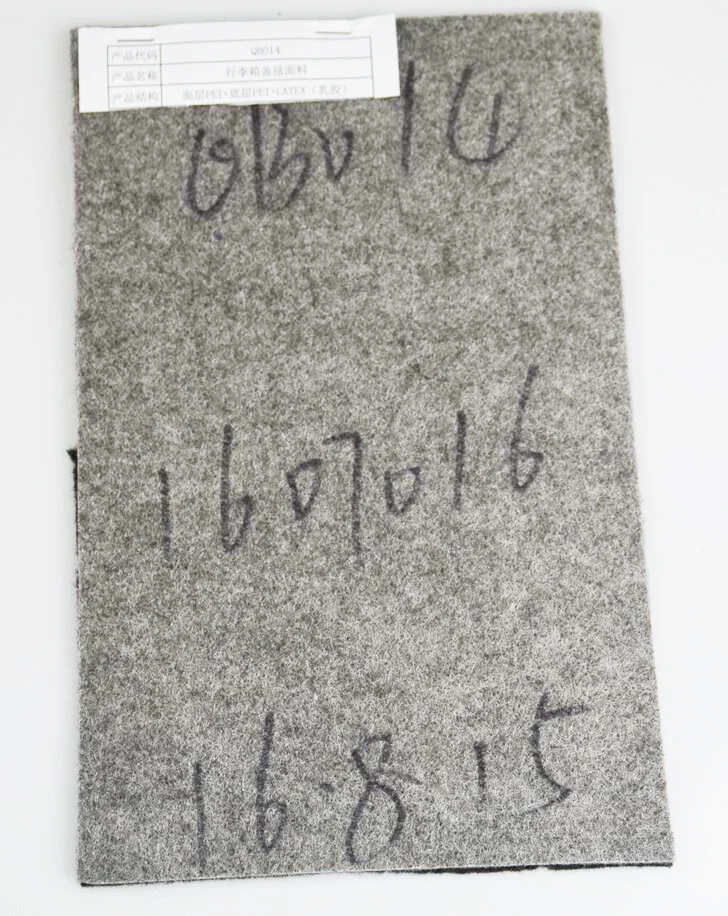 产品代码 QB014
产品名称 行李箱盖毯面料
产品结构 面层PET+底层PET+LATEX（乳胶）
QB014
1607016
16.8.15